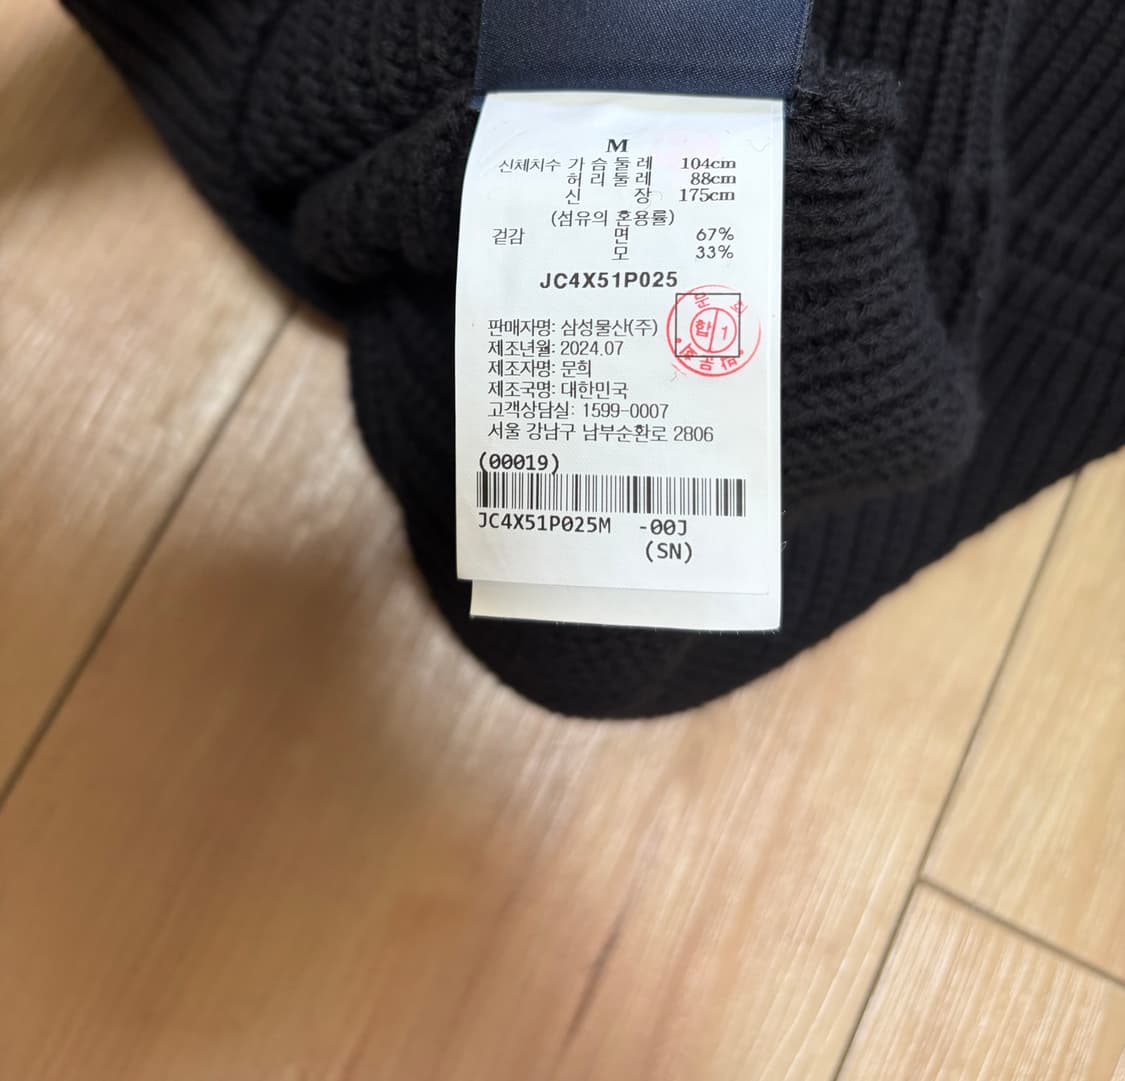 M
신체치수 가 슴 둘 레 104cm
허 리 둘 레 88cm
신 장 175cm
(섬유의 혼용률)
겉감 면 67%
모 33%
JC4X51P025
합 1
판매자명: 삼성물산(주)
제조년월: 2024.07
제조자명: 문희
제조국명: 대한민국
고객상담실: 1599-0007
서울 강남구 남부순환로 2806
(00019)
JC4X51P025M -00J
(SN)